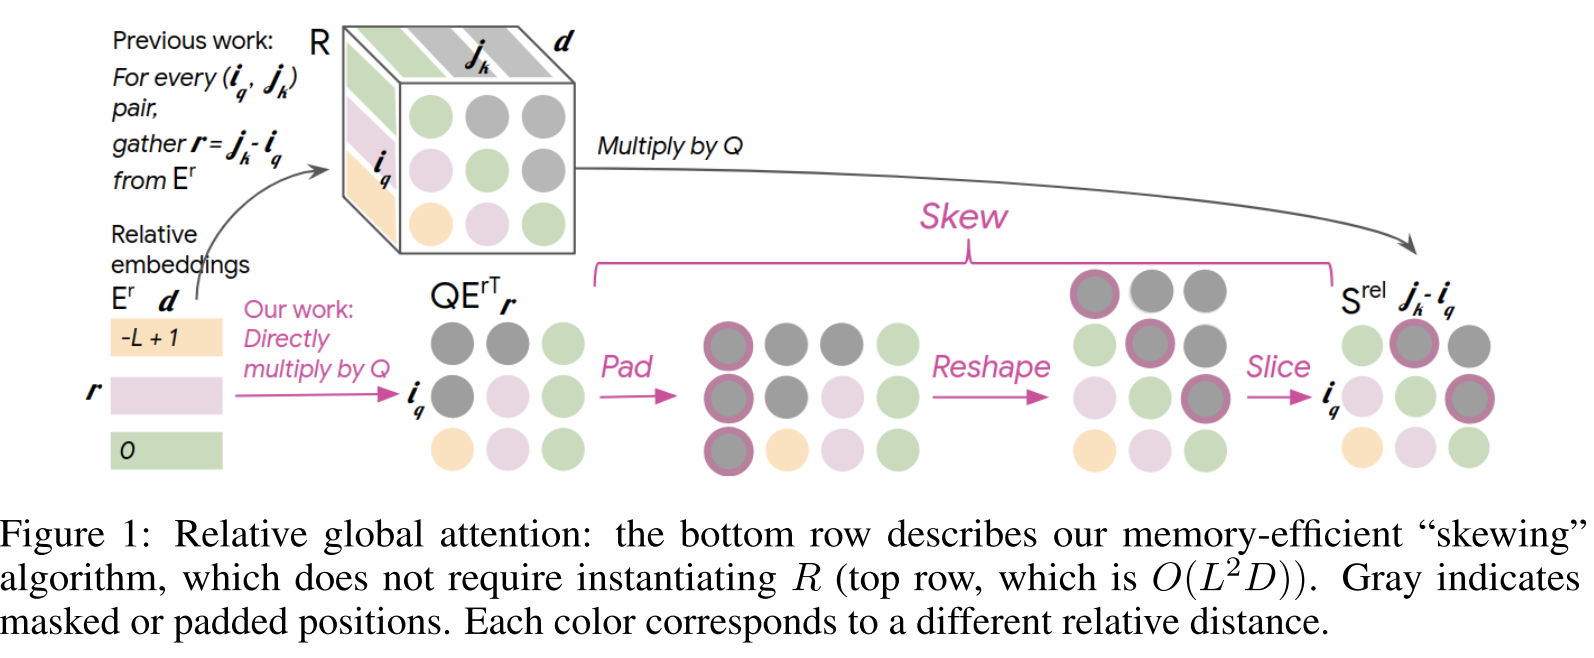 Previous work:
For every (i_q, j_k)
pair,
gather r = j_k - i_q
from E^r
R
j_k
d
i_q
Multiply by Q
Relative
embeddings
E^r d
-L + 1
r
0
Our work:
Directly
multiply by Q
QE^rT r
i_q
Skew
Pad
Reshape
Slice
S^rel j_k - i_q
i_q
Figure 1: Relative global attention: the bottom row describes our memory-efficient “skewing”
algorithm, which does not require instantiating R (top row, which is O(L²D)). Gray indicates
masked or padded positions. Each color corresponds to a different relative distance.